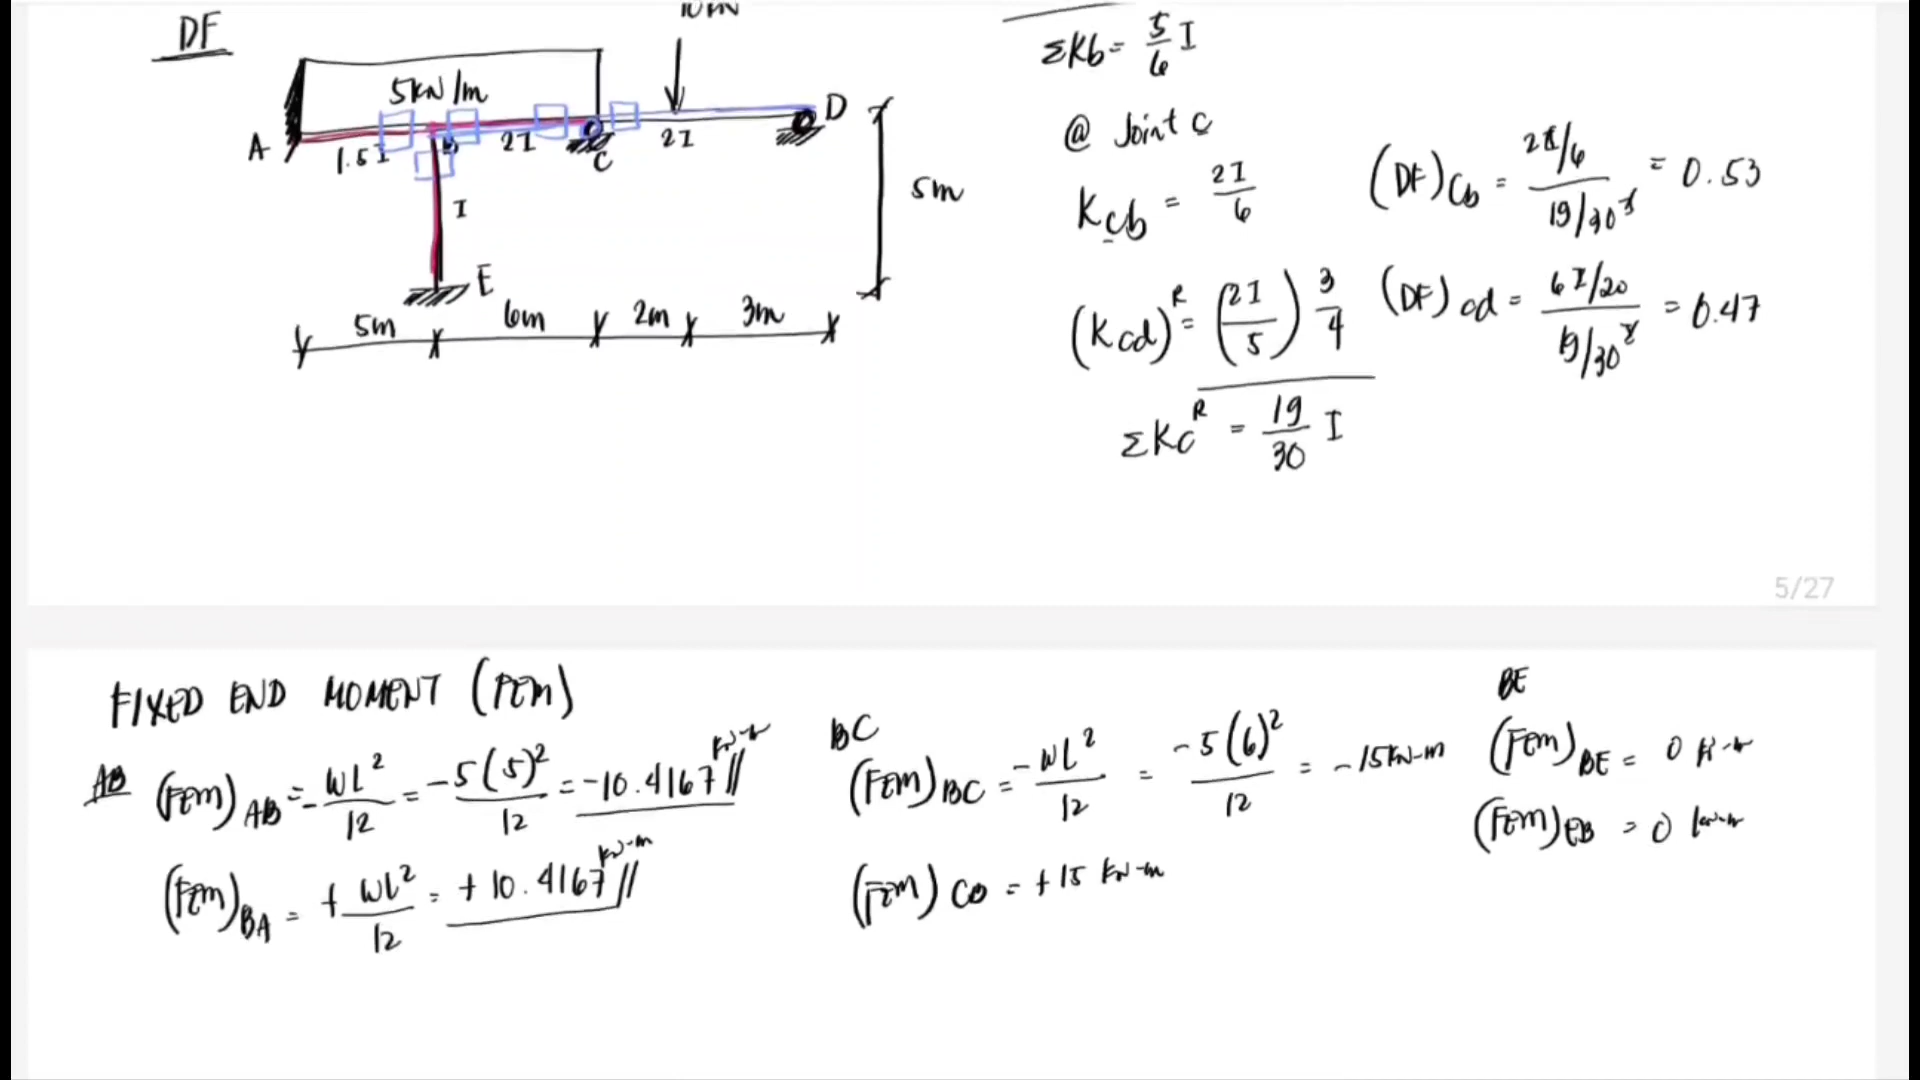 DF
10kN
5kN/m
A
1.5I
B
2I
C
2I
D
I
E
5m
5m
6m
2m
3m
ΣKb = 5/6 I
@ Joint C
Kcb = 2I/6
(DF)Cb = (2I/6)/(19/30 I) = 0.53
(Kcd)^R = (2I/5) 3/4
(DF)cd = (6I/20)/(19/30 I) = 0.47
ΣKc^R = 19/30 I
5/27
FIXED END MOMENT (FEM)
AB
(FEM)AB = -WL²/12 = -5(5)²/12 = -10.4167 kN-m //
(FEM)BA = +WL²/12 = +10.4167 kN-m //
BC
(FEM)BC = -WL²/12 = -5(6)²/12 = -15kN-m
(FEM)CB = +15 kN-m
BE
(FEM)BE = 0 kN-m
(FEM)EB = 0 kN-m